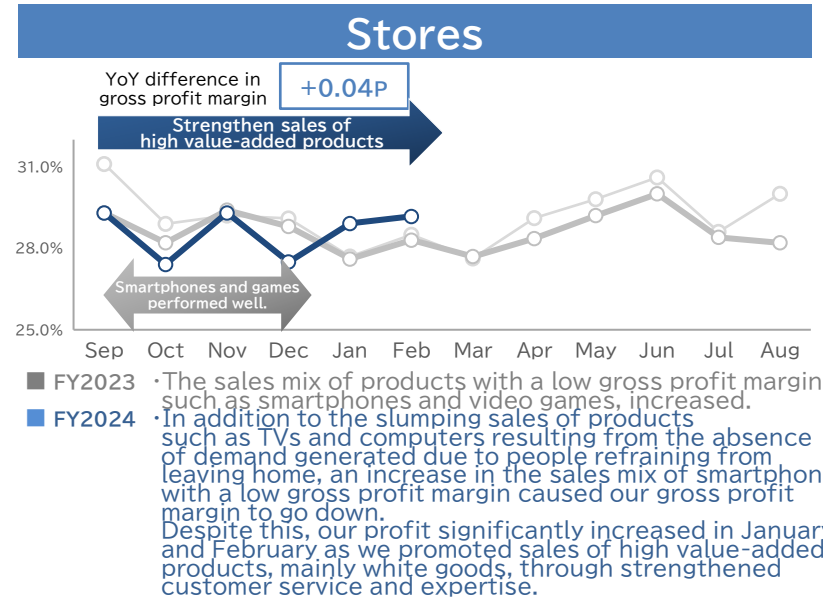 Stores
YoY difference in
gross profit margin
+0.04P
Strengthen sales of
high value-added products
31.0%
28.0%
25.0%
Smartphones and games
performed well.
Sep Oct Nov Dec Jan Feb Mar Apr May Jun Jul Aug
FY2023 ・The sales mix of products with a low gross profit margin
such as smartphones and video games, increased.
FY2024 ・In addition to the slumping sales of products
such as TVs and computers resulting from the absence
of demand generated due to people refraining from
leaving home, an increase in the sales mix of smartphon
with a low gross profit margin caused our gross profit
margin to go down.
Despite this, our profit significantly increased in Januar
and February as we promoted sales of high value-added
products, mainly white goods, through strengthened
customer service and expertise.